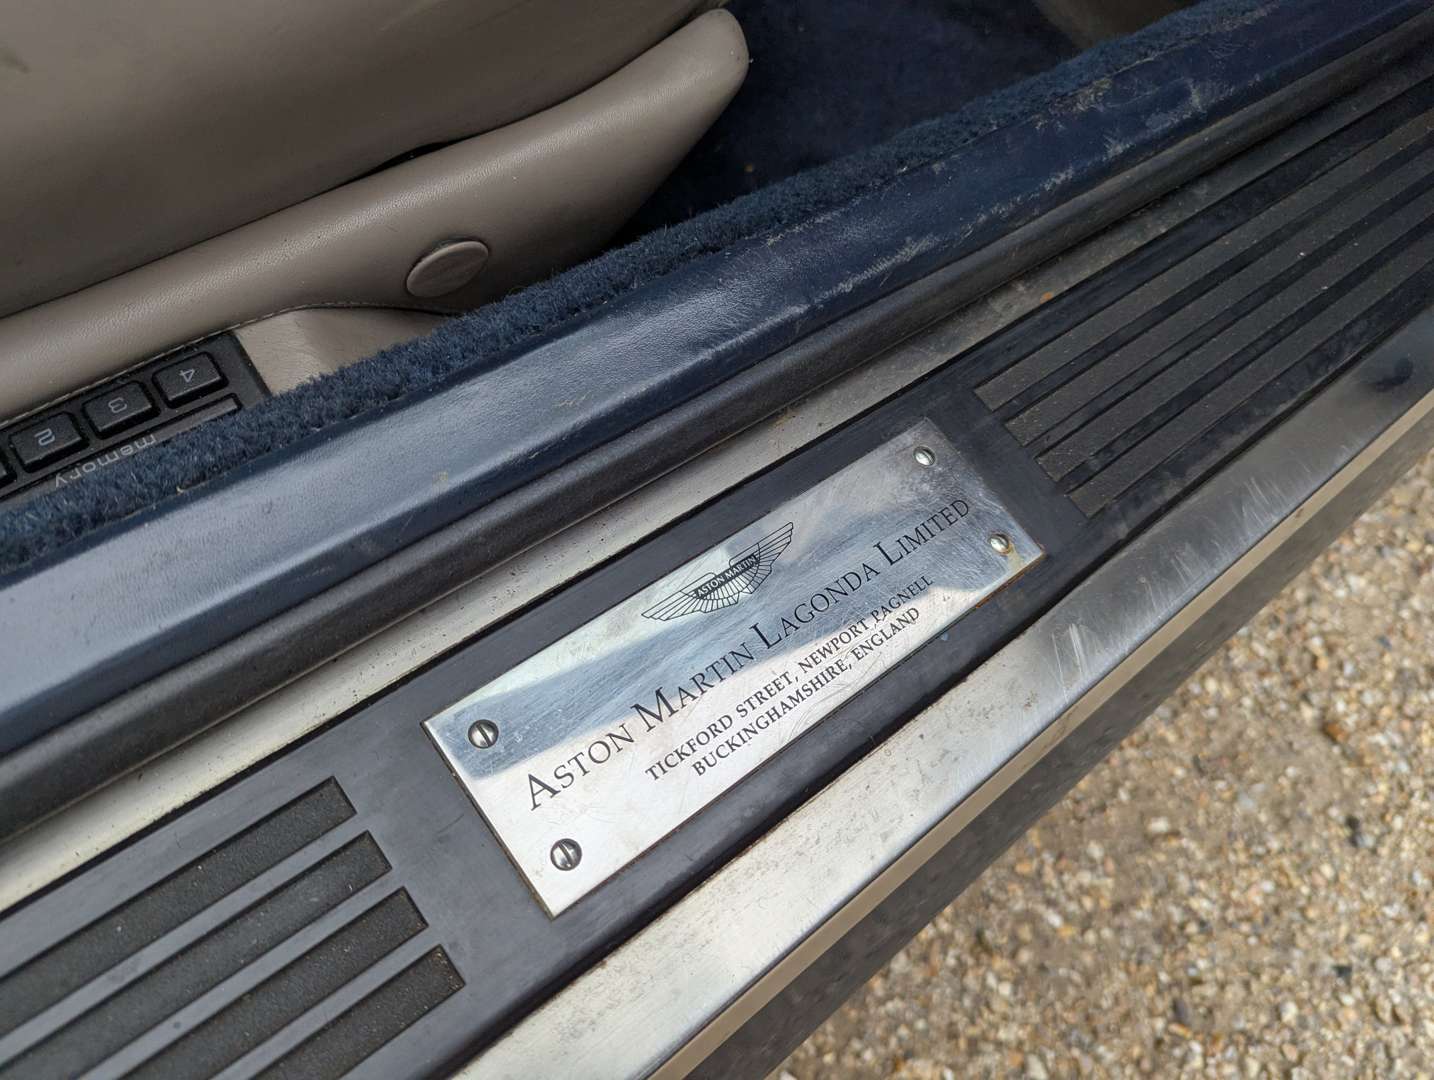 4
3
2
memory
ASTON MARTIN
ASTON MARTIN LAGONDA LIMITED
TICKFORD STREET, NEWPORT PAGNELL
BUCKINGHAMSHIRE, ENGLAND